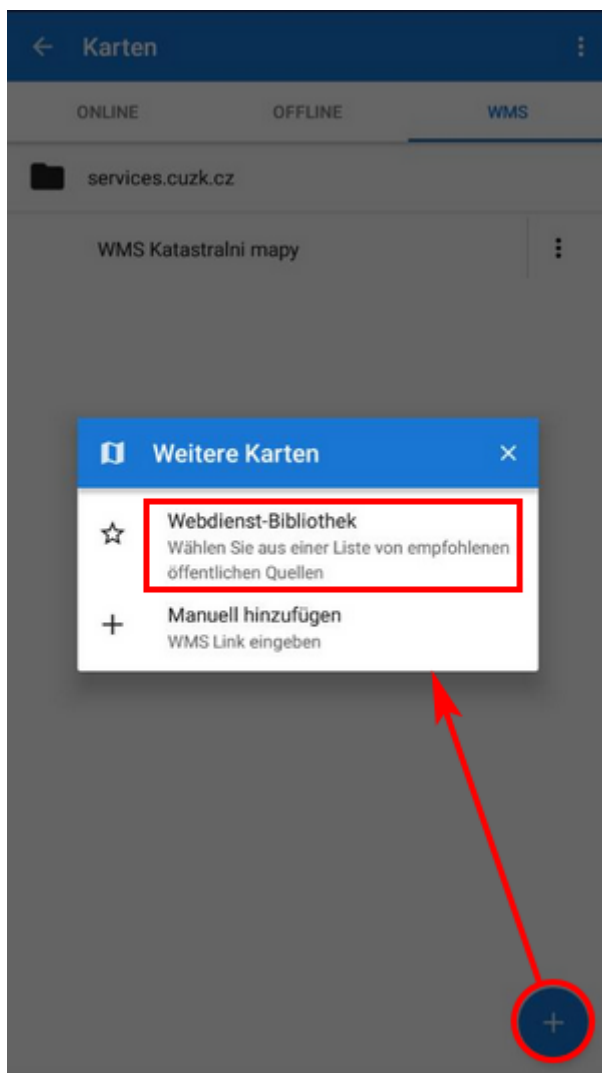 Karten
ONLINE OFFLINE WMS
services.cuzk.cz
WMS Katastralni mapy
Weitere Karten
Webdienst-Bibliothek
Wählen Sie aus einer Liste von empfohlenen
öffentlichen Quellen
Manuell hinzufügen
WMS Link eingeben